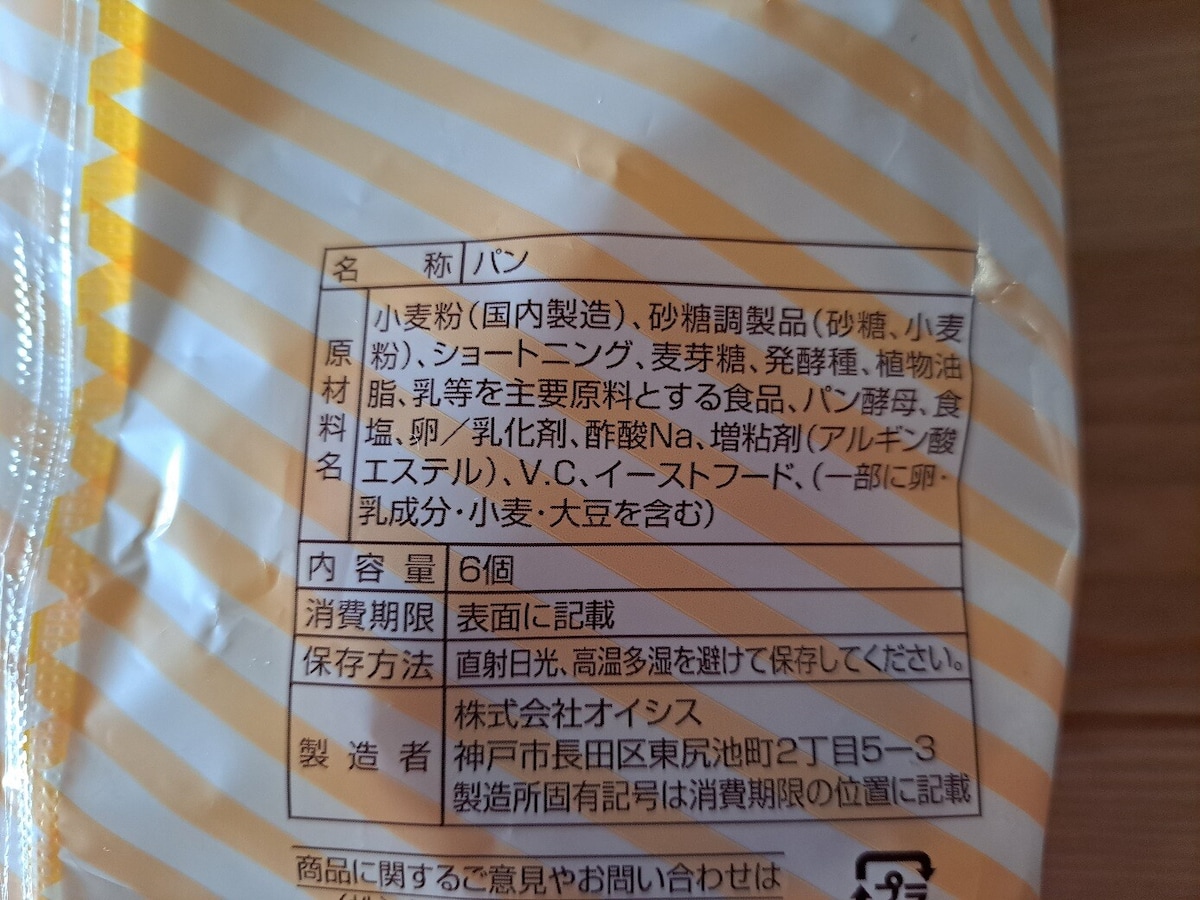 名称 パン
原材料名 小麦粉(国内製造)、砂糖調製品(砂糖、小麦
粉)、ショートニング、麦芽糖、発酵種、植物油
脂、乳等を主要原料とする食品、パン酵母、食
塩、卵/乳化剤、酢酸Na、増粘剤(アルギン酸
エステル)、V.C、イーストフード、(一部に卵・
乳成分・小麦・大豆を含む)
内容量 6個
消費期限 表面に記載
保存方法 直射日光、高温多湿を避けて保存してください。
製造者 株式会社オイシス
神戸市長田区東尻池町2丁目5-3
製造所固有記号は消費期限の位置に記載
商品に関するご意見やお問い合わせは
プラ